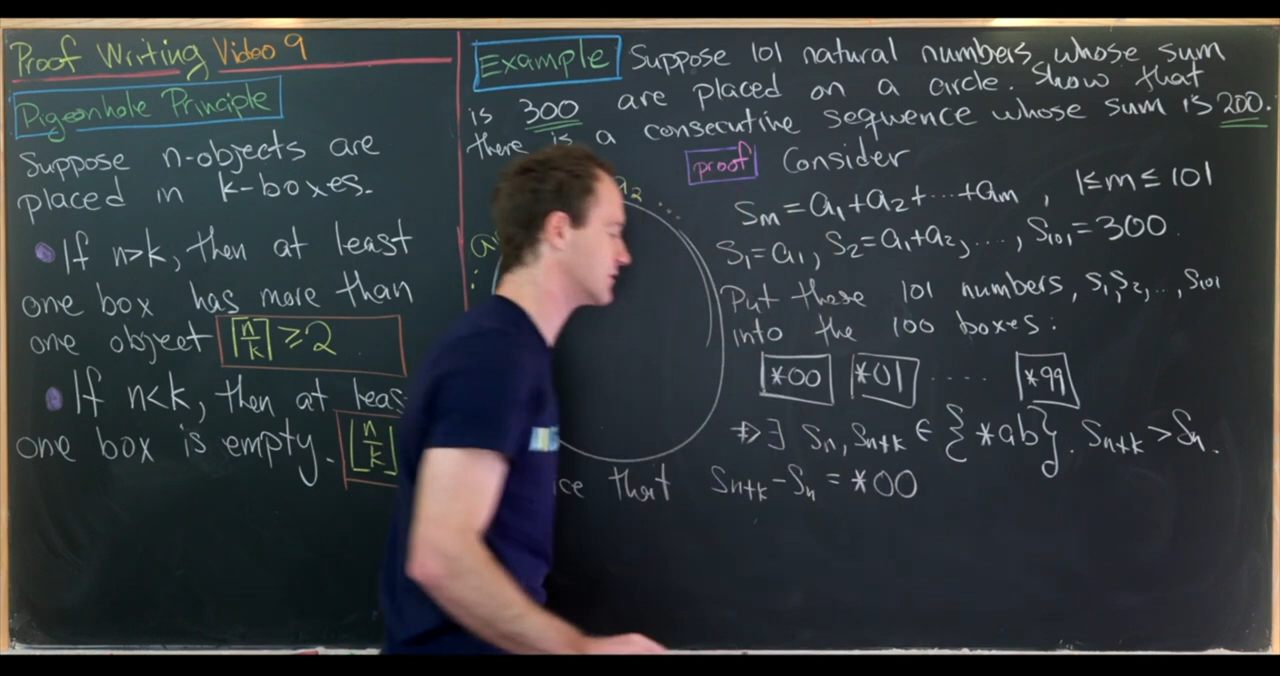 Proof Writing Video 9
Pigeonhole Principle
Suppose n-objects are
placed in k-boxes.
If n>k, then at least
one box has more than
one object ⌈n/k⌉ ≥ 2
If n<k, then at leas
one box is empty. ⌊n/k⌋
Example Suppose 101 natural numbers whose sum
is 300 are placed on a circle. Show that
there is a consecutive sequence whose sum is 200.
a₂ ...
proof Consider
Sₘ = a₁+a₂+⋯+aₘ , 1≤m≤101
S₁=a₁, S₂=a₁+a₂, ..., S₁₀₁=300
Put these 101 numbers, S₁,S₂,..,S₁₀₁
into the 100 boxes:
*00 *01 ..... *99
⇒ ∃ Sₙ, Sₙ₊ₖ ∈ {*ab}. Sₙ₊ₖ > Sₙ.
ice that Sₙ₊ₖ - Sₙ = *00